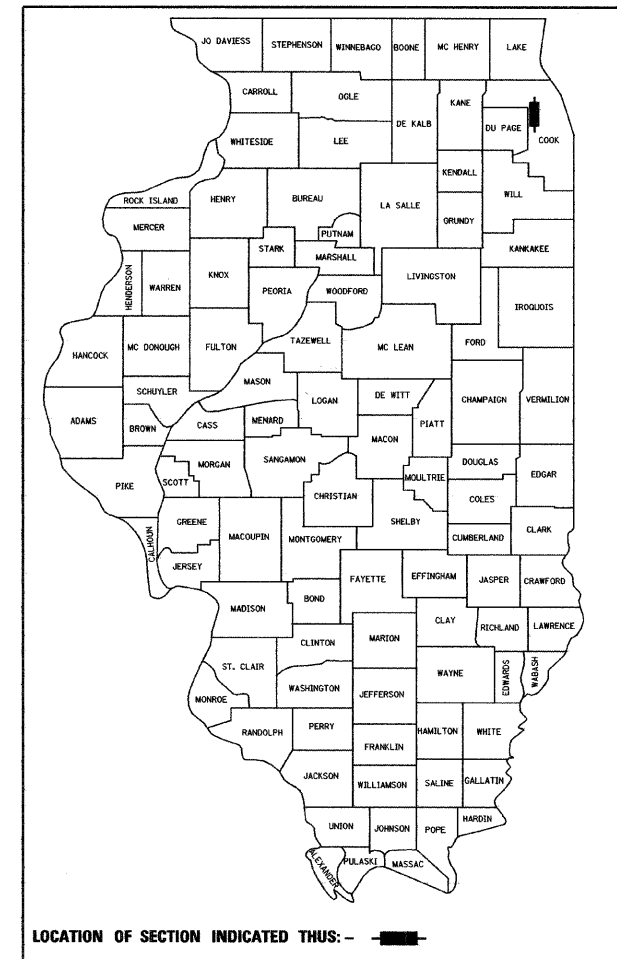 JO DAVIESS STEPHENSON WINNEBAGO BOONE MC HENRY LAKE
CARROLL OGLE DE KALB KANE DU PAGE COOK
WHITESIDE LEE
KENDALL WILL
ROCK ISLAND HENRY BUREAU LA SALLE GRUNDY
MERCER PUTNAM
STARK MARSHALL KANKAKEE
HENDERSON WARREN KNOX PEORIA WOODFORD LIVINGSTON
IROQUOIS
HANCOCK MC DONOUGH FULTON TAZEWELL MC LEAN FORD
MASON
SCHUYLER LOGAN DE WITT CHAMPAIGN VERMILION
ADAMS BROWN CASS MENARD PIATT
MACON
SANGAMON DOUGLAS
PIKE SCOTT MORGAN CHRISTIAN MOULTRIE EDGAR
COLES
GREENE SHELBY
CALHOUN MACOUPIN MONTGOMERY CUMBERLAND CLARK
JERSEY FAYETTE EFFINGHAM JASPER CRAWFORD
MADISON BOND
CLAY RICHLAND LAWRENCE
CLINTON MARION
ST. CLAIR WAYNE EDWARDS WABASH
WASHINGTON JEFFERSON
MONROE
RANDOLPH PERRY HAMILTON WHITE
FRANKLIN
JACKSON WILLIAMSON SALINE GALLATIN
UNION JOHNSON POPE HARDIN
ALEXANDER PULASKI MASSAC
LOCATION OF SECTION INDICATED THUS: –